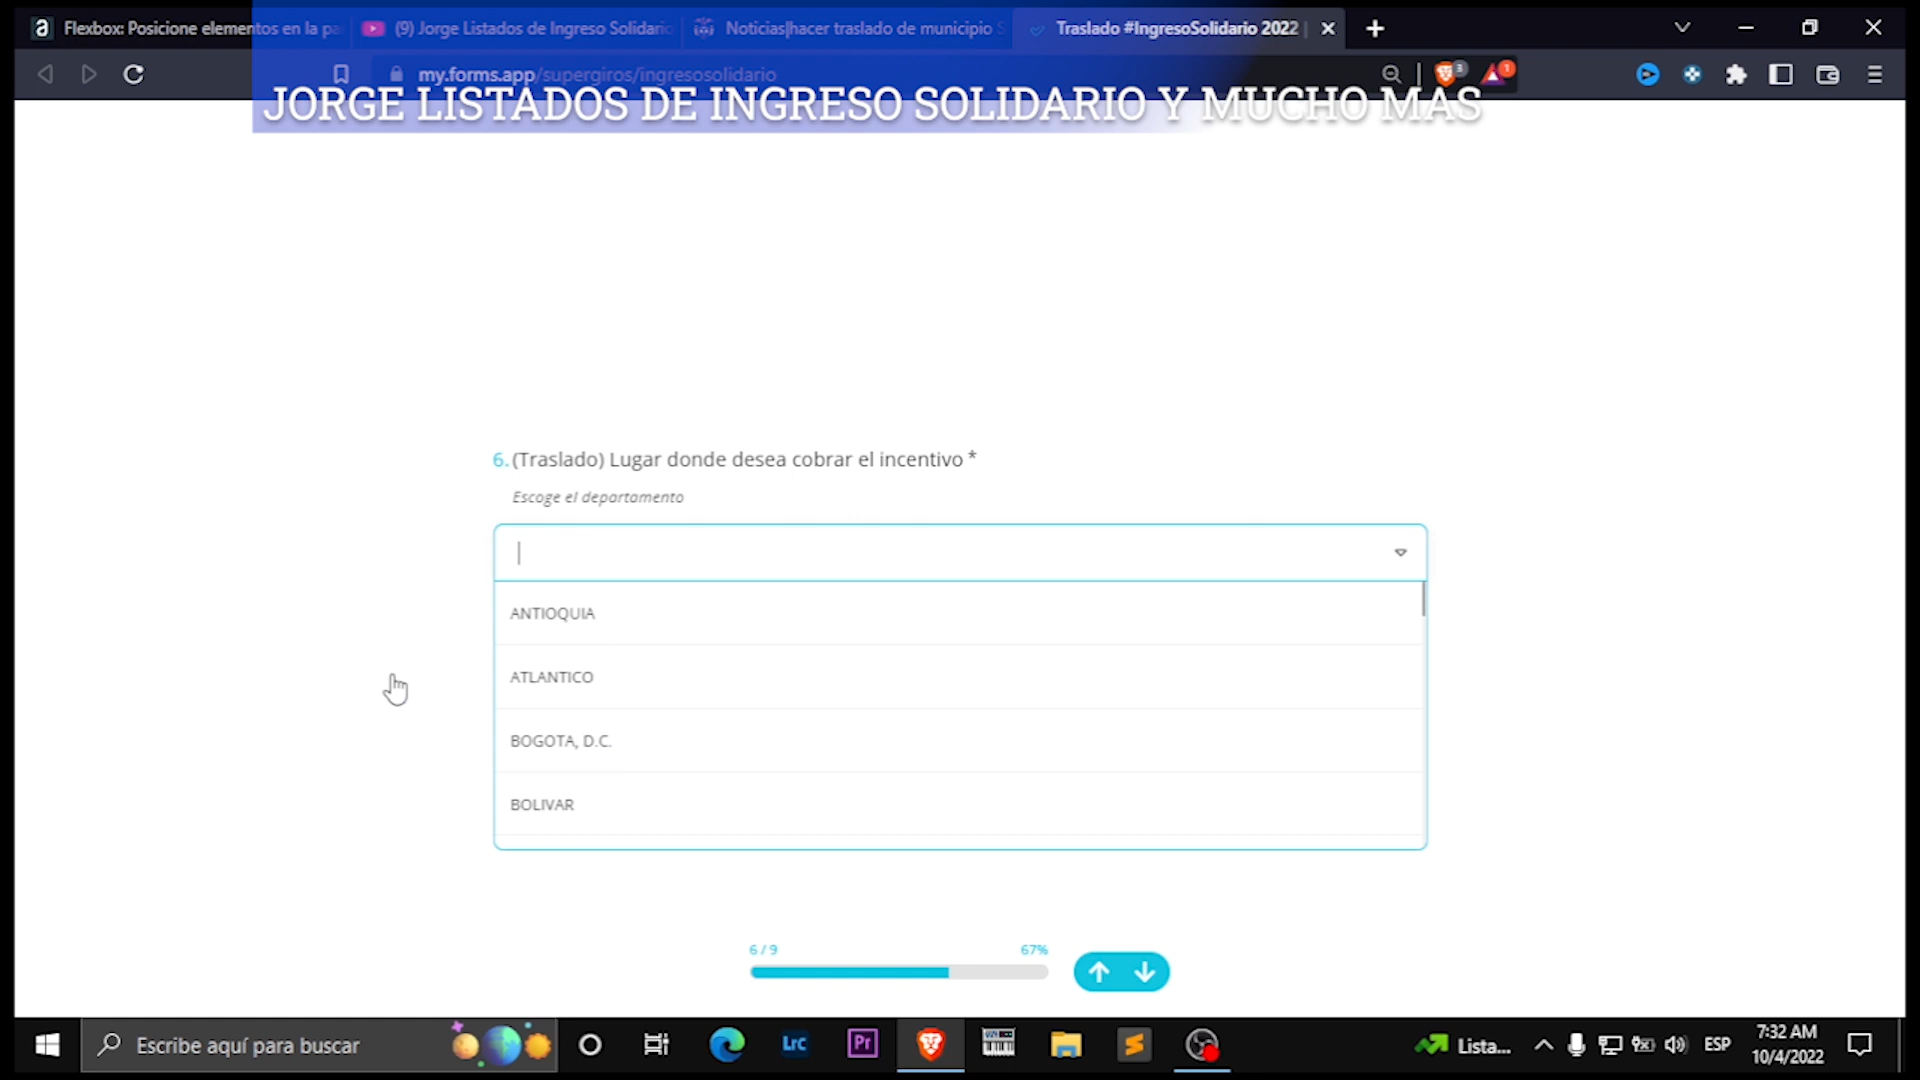 Flexbox: Posicione elementos en la pa
(9) Jorge Listados de Ingreso Solidario
Noticias|hacer traslado de municipio S
Traslado #IngresoSolidario 2022 |
my.forms.app/supergiros/ingresosolidario
3
1
JORGE LISTADOS DE INGRESO SOLIDARIO Y MUCHO MAS
6. (Traslado) Lugar donde desea cobrar el incentivo *
Escoge el departamento
ANTIOQUIA
ATLANTICO
BOGOTA, D.C.
BOLIVAR
6 / 9
67%
Escribe aquí para buscar
Lrc
Pr
Lista...
ESP
7:32 AM
10/4/2022